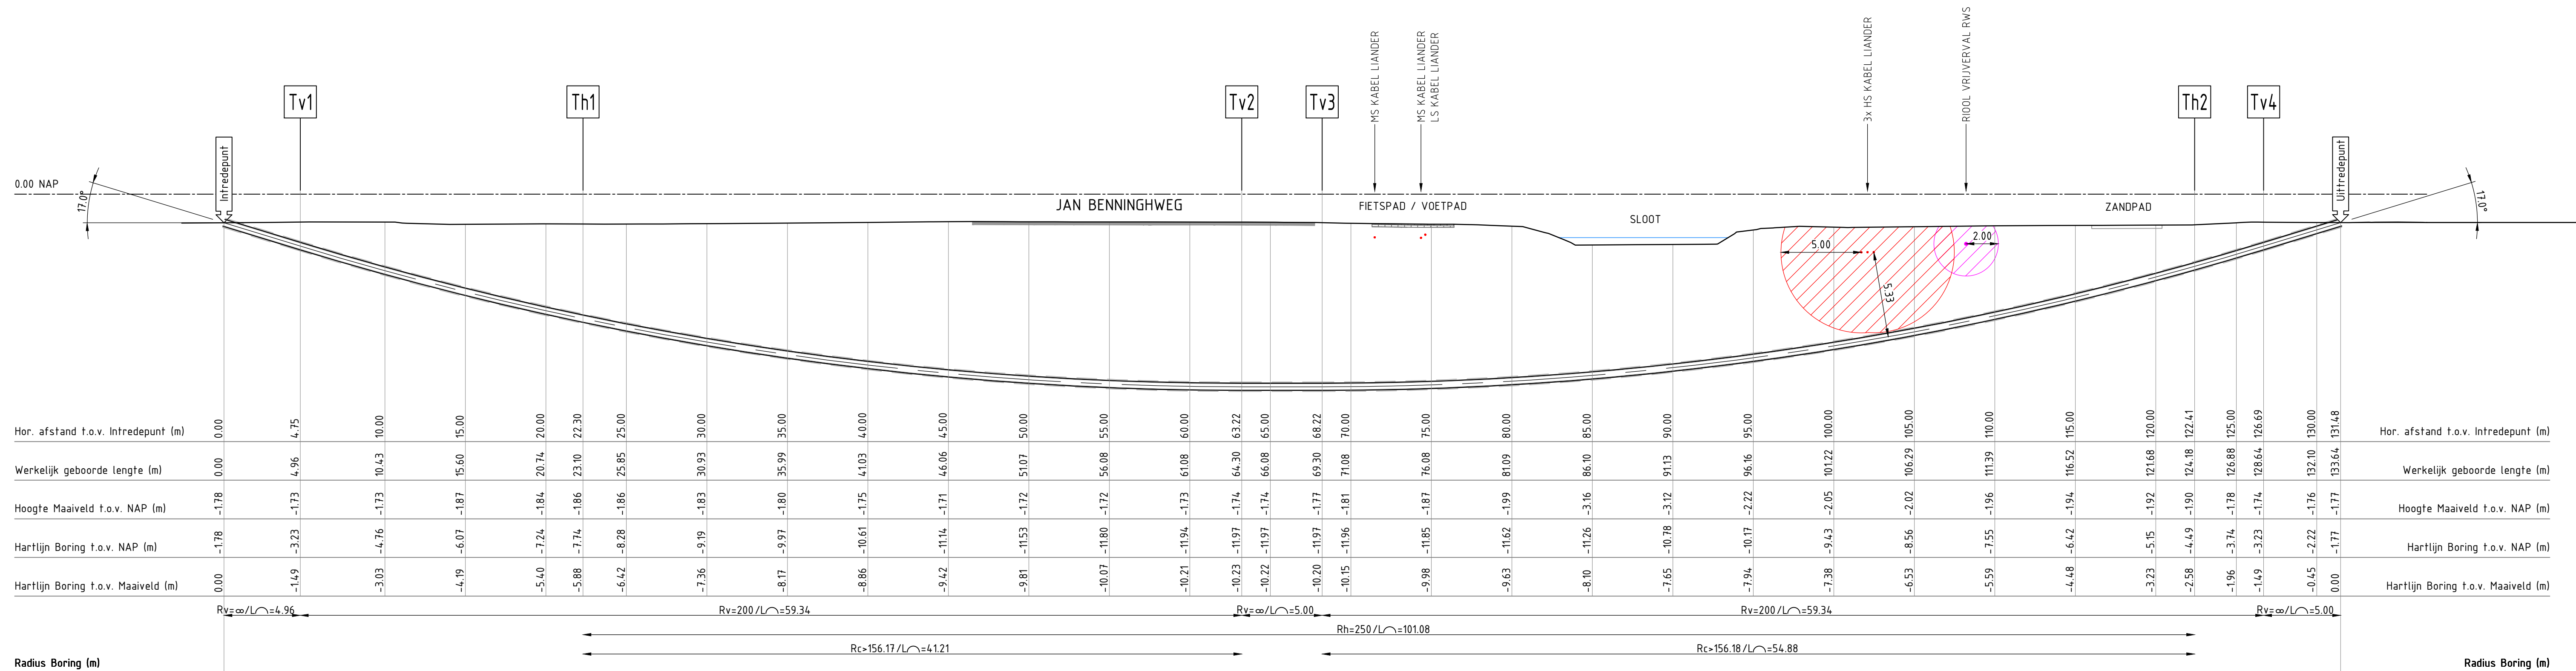 MS KABEL LIANDER
MS KABEL LIANDER
LS KABEL LIANDER
3x HS KABEL LIANDER
RIOOL VRIJVERVAL RWS
Tv1
Th1
Tv2
Tv3
Th2
Tv4
Intredepunt
Uittredepunt
0.00 NAP
17.0°
17.0°
JAN BENNINGHWEG
FIETSPAD / VOETPAD
SLOOT
ZANDPAD
5.00
2.00
5.33
Hor. afstand t.o.v. Intredepunt (m) 0.00 4.75 10.00 15.00 20.00 22.30 25.00 30.00 35.00 40.00 45.00 50.00 55.00 60.00 63.22 65.00 68.22 70.00 75.00 80.00 85.00 90.00 95.00 100.00 105.00 110.00 115.00 120.00 122.41 125.00 126.69 130.00 131.48 Hor. afstand t.o.v. Intredepunt (m)
Werkelijk geboorde lengte (m) 0.00 4.96 10.43 15.60 20.74 23.10 25.85 30.93 35.99 41.03 46.06 51.07 56.08 61.08 64.30 66.08 69.30 71.08 76.08 81.09 86.10 91.13 96.16 101.22 106.29 111.39 116.52 121.68 124.18 126.88 128.64 132.10 133.64 Werkelijk geboorde lengte (m)
Hoogte Maaiveld t.o.v. NAP (m) -1.78 -1.73 -1.73 -1.87 -1.84 -1.86 -1.86 -1.83 -1.80 -1.75 -1.71 -1.72 -1.72 -1.73 -1.74 -1.74 -1.77 -1.81 -1.87 -1.99 -3.16 -3.12 -2.22 -2.05 -2.02 -1.96 -1.94 -1.92 -1.90 -1.78 -1.74 -1.76 -1.77 Hoogte Maaiveld t.o.v. NAP (m)
Hartlijn Boring t.o.v. NAP (m) -1.78 -3.23 -4.76 -6.07 -7.24 -7.74 -8.28 -9.19 -9.97 -10.61 -11.14 -11.53 -11.80 -11.94 -11.97 -11.97 -11.97 -11.96 -11.85 -11.62 -11.26 -10.78 -10.17 -9.43 -8.56 -7.55 -6.42 -5.15 -4.49 -3.74 -3.23 -2.22 -1.77 Hartlijn Boring t.o.v. NAP (m)
Hartlijn Boring t.o.v. Maaiveld (m) 0.00 -1.49 -3.03 -4.19 -5.40 -5.88 -6.42 -7.36 -8.17 -8.86 -9.42 -9.81 -10.07 -10.21 -10.23 -10.22 -10.20 -10.15 -9.98 -9.63 -8.10 -7.65 -7.94 -7.38 -6.53 -5.59 -4.48 -3.23 -2.58 -1.96 -1.49 -0.45 0.00 Hartlijn Boring t.o.v. Maaiveld (m)
Rv=∞/L⌒=4.96 Rv=200/L⌒=59.34 Rv=∞/L⌒=5.00 Rv=200/L⌒=59.34 Rv=∞/L⌒=5.00
Rh=250/L⌒=101.08
Rc>156.17/L⌒=41.21 Rc>156.18/L⌒=54.88
Radius Boring (m) Radius Boring (m)